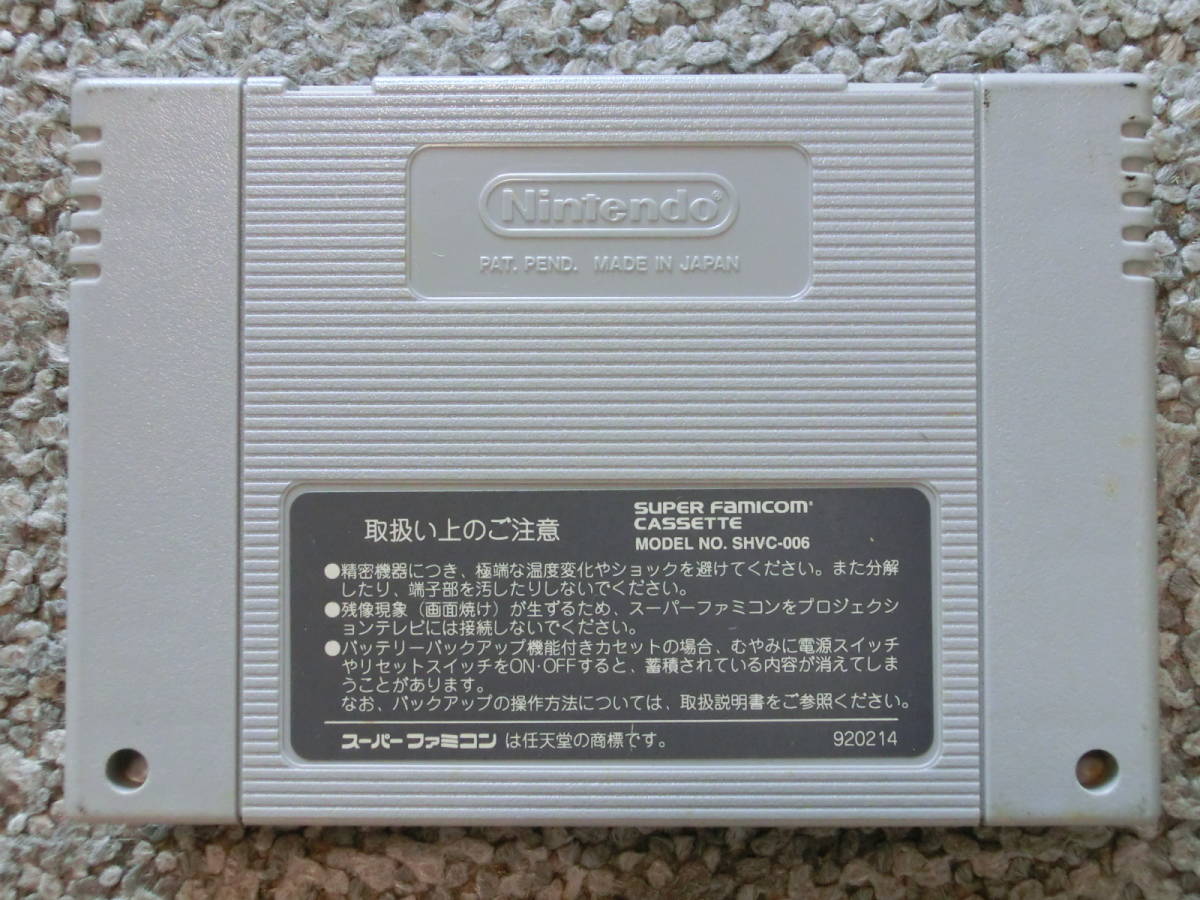 Nintendo®
PAT. PEND. MADE IN JAPAN
取扱い上のご注意
SUPER FAMICOM®
CASSETTE
MODEL NO. SHVC-006
●精密機器につき、極端な温度変化やショックを避けてください。また分解
したり、端子部を汚したりしないでください。
●残像現象（画面焼け）が生ずるため、スーパーファミコンをプロジェクシ
ョンテレビには接続しないでください。
●バッテリーバックアップ機能付きカセットの場合、むやみに電源スイッチ
やリセットスイッチをON・OFFすると、蓄積されている内容が消えてしま
うことがあります。
なお、バックアップの操作方法については、取扱説明書をご参照ください。
スーパーファミコン は任天堂の商標です。
920214